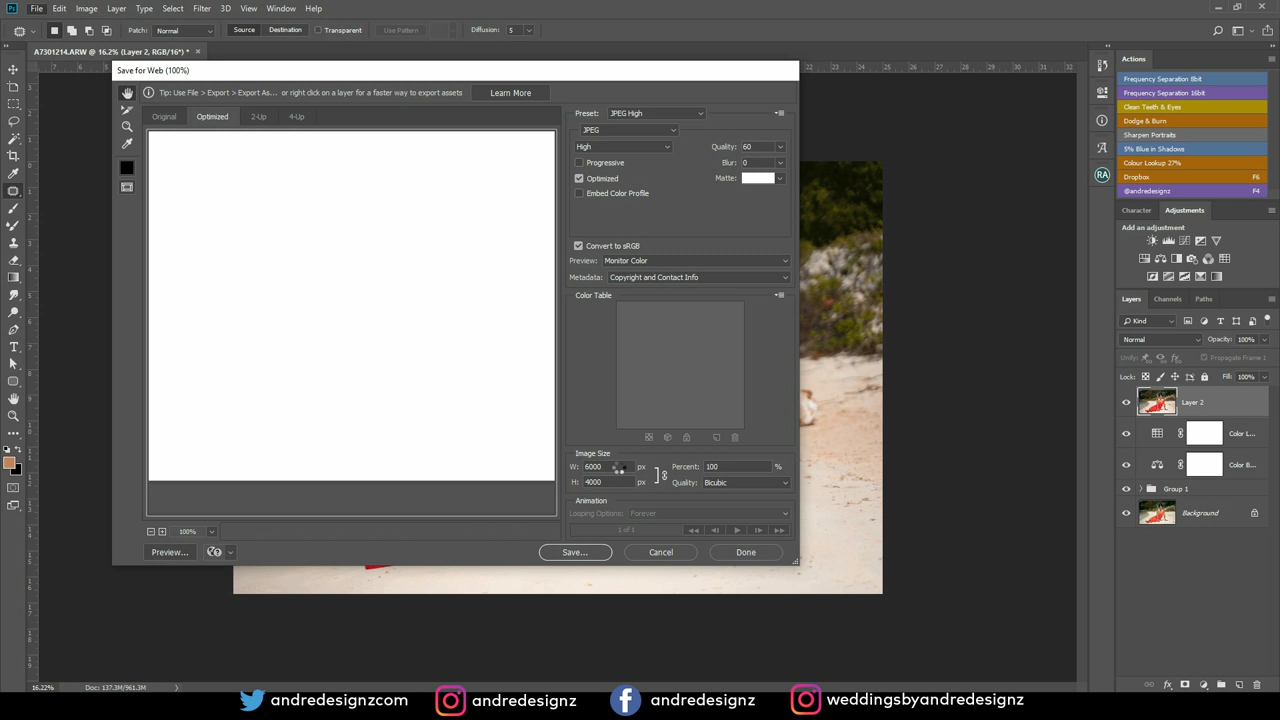 Ps File Edit Image Layer Type Select Filter 3D View Window Help
Patch: Normal Source Destination Transparent Use Pattern Diffusion: 5
A7301214.ARW @ 16.2% (Layer 2, RGB/16*) * ×
Save for Web (100%)
Tip: Use File > Export > Export As... or right click on a layer for a faster way to export assets Learn More
Original Optimized 2-Up 4-Up
Preset: JPEG High
JPEG
High Quality: 60
Progressive Blur: 0
Optimized Matte:
Embed Color Profile
Convert to sRGB
Preview: Monitor Color
Metadata: Copyright and Contact Info
Color Table
Image Size
W: 6000 px Percent: 100 %
H: 4000 px Quality: Bicubic
Animation
Looping Options: Forever
1 of 1
100%
Preview... Save... Cancel Done
Actions
Frequency Separation 8bit
Frequency Separation 16bit
Clean Teeth & Eyes
Dodge & Burn
Sharpen Portraits
5% Blue in Shadows
Colour Lookup 27%
Dropbox F6
@andredesignz F4
RA
Character Adjustments
Add an adjustment
Layers Channels Paths
Kind
Normal Opacity: 100%
Unify: Propagate Frame 1
Lock: Fill: 100%
Layer 2
Color L...
Color B...
Group 1
Background
16.22% Doc: 137.3M/961.3M
andredesignzcom andredesignz andredesignz weddingsbyandredesignz